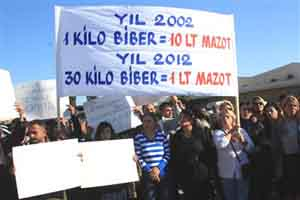 YIL 2002
1 KİLO BİBER = 10 LT MAZOT
YIL 2012
30 KİLO BİBER = 1 LT MAZOT